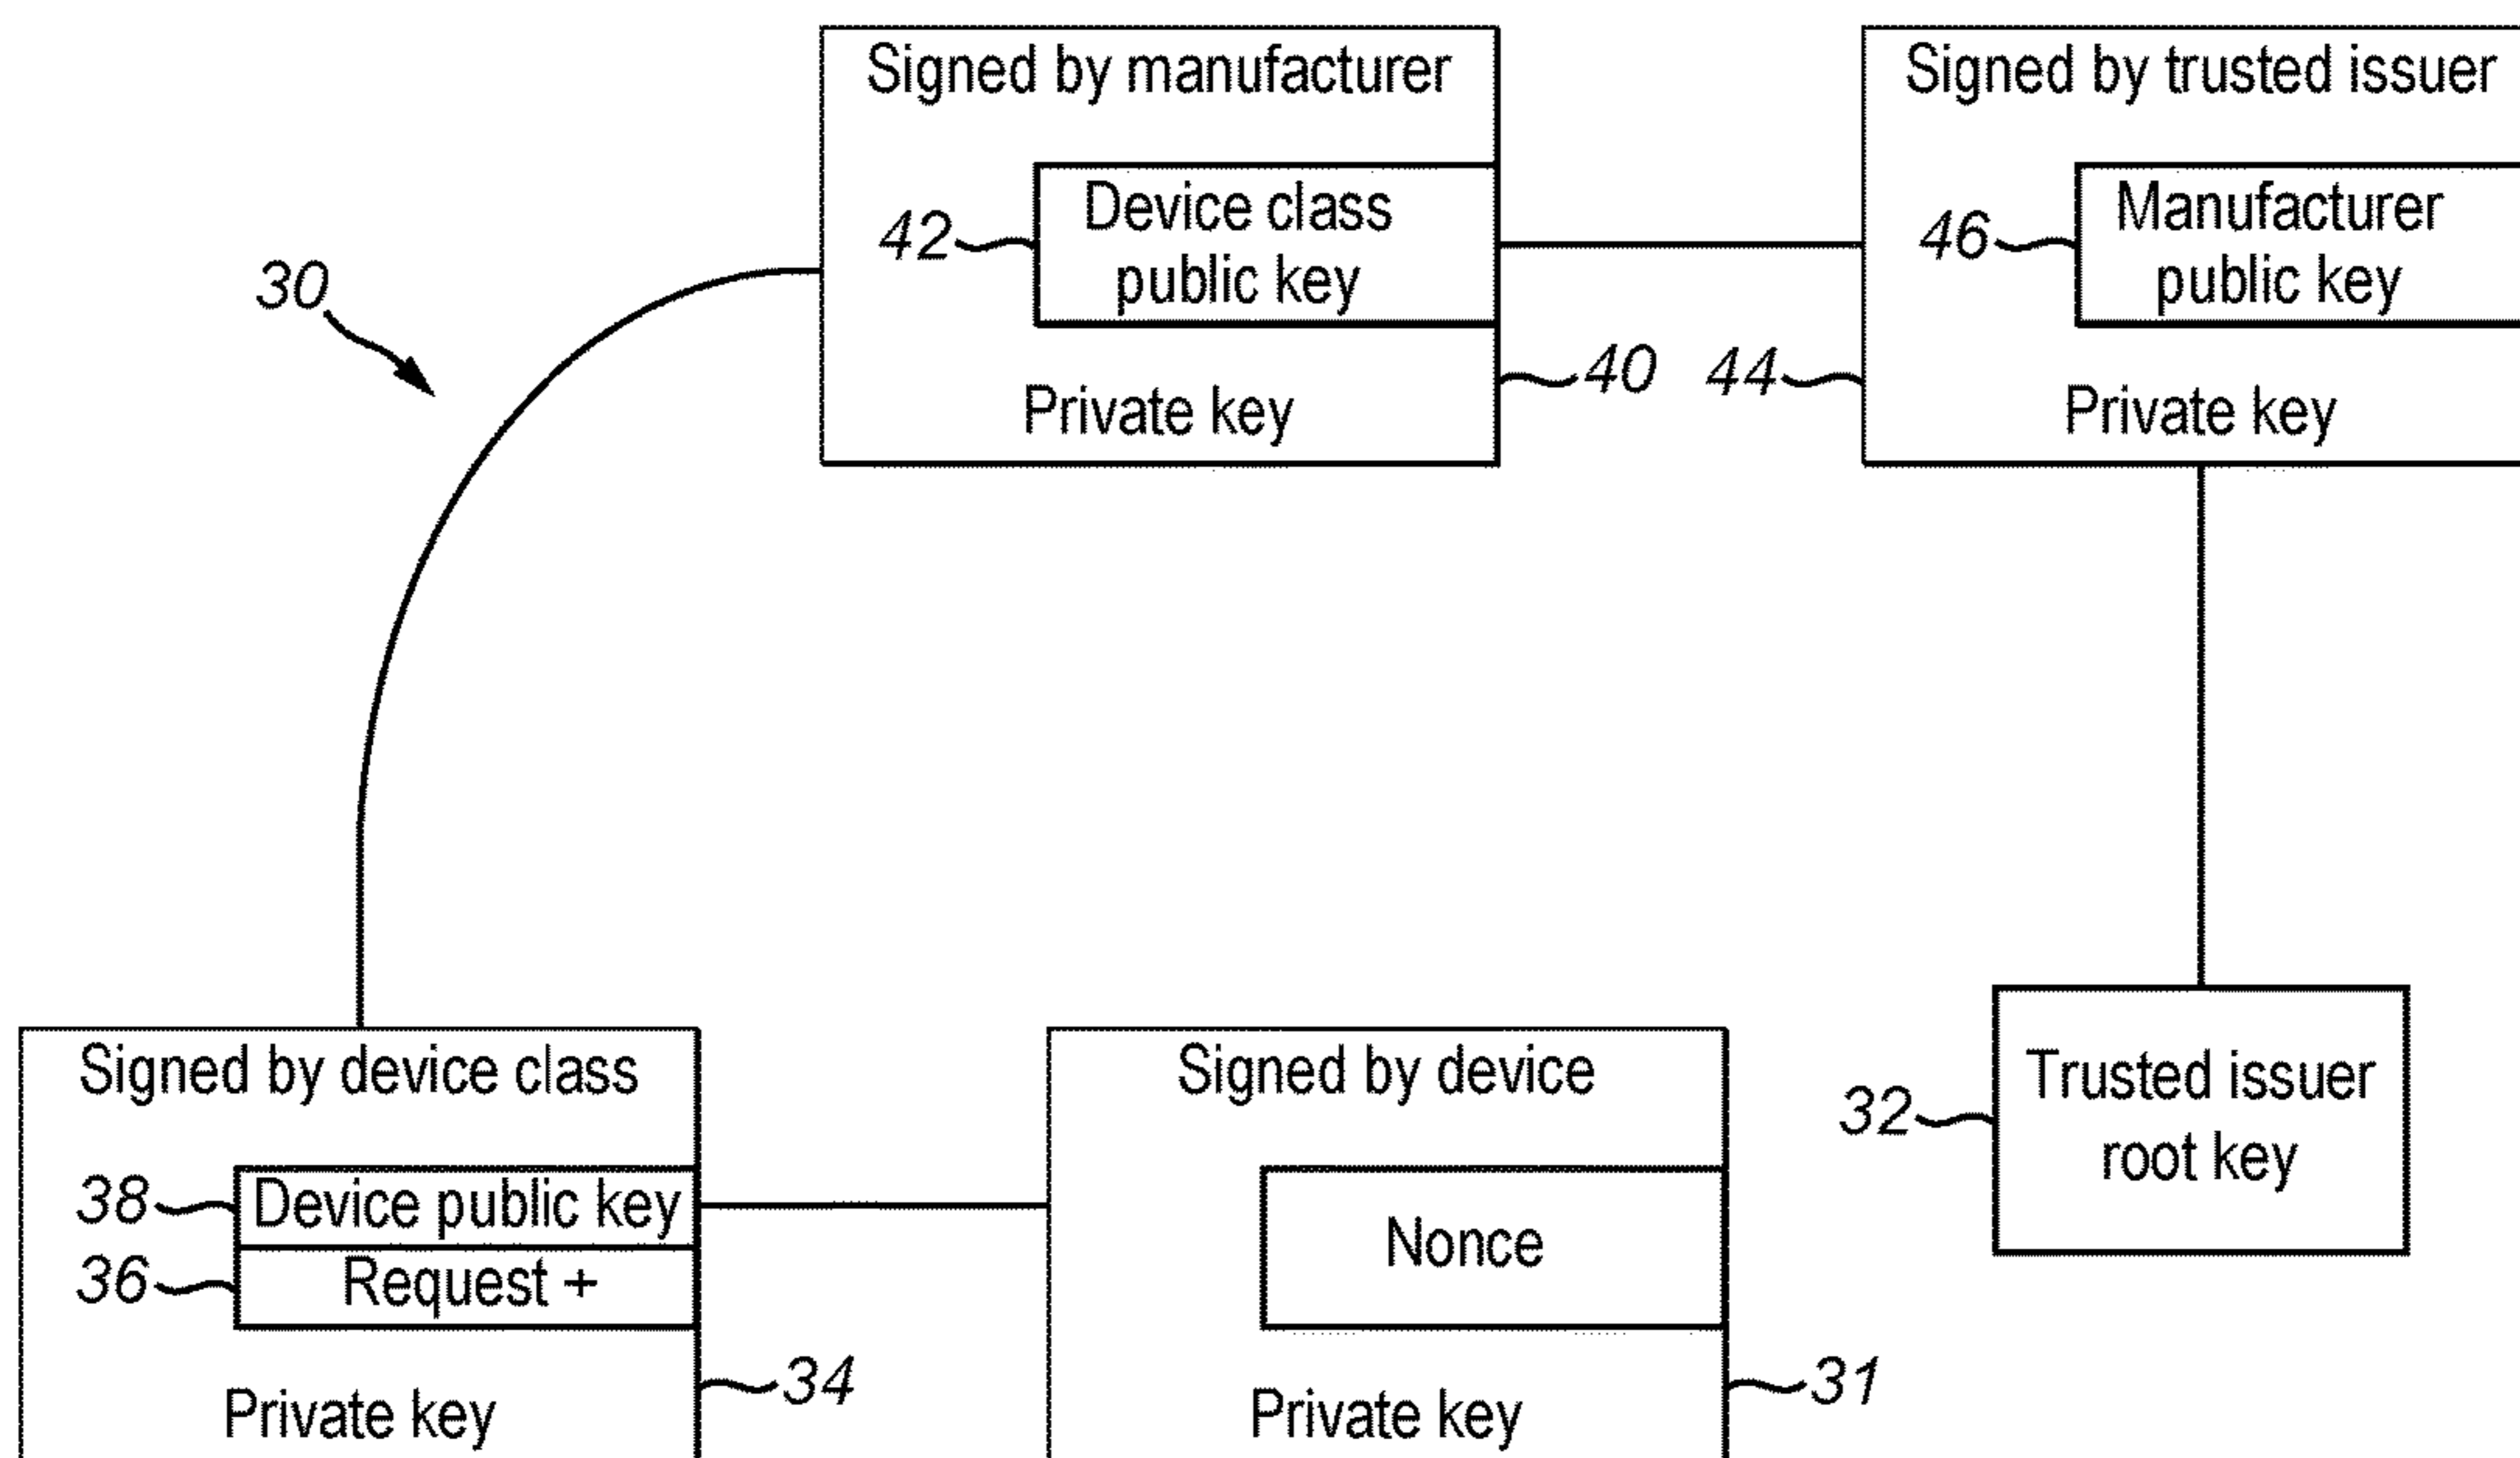 Signed by manufacturer
42
Device class
public key
Private key
40
Signed by trusted issuer
46
Manufacturer
public key
44
Private key
30
Signed by device class
38
Device public key
36
Request +
Private key
34
Signed by device
Nonce
Private key
31
32
Trusted issuer
root key